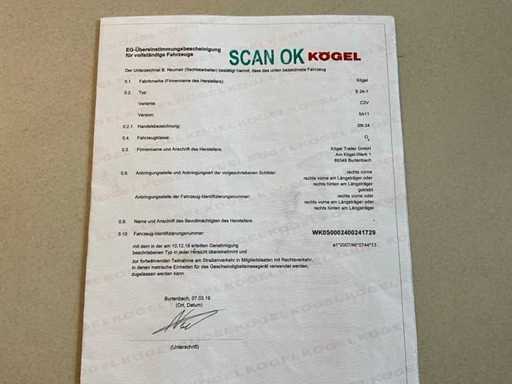 EG-Übereinstimmungsbescheinigung
für vollständige Fahrzeuge
SCAN OK KÖGEL
Der Unterzeichner B. Neumair (Sachbearbeiter) bestätigt hiermit, dass das unten bezeichnete Fahrzeug
0.1. Fabrikmarke (Firmenname des Herstellers): Kögel
0.2. Typ: S 24-1
Variante: C2V
Version: 5A11
0.2.1. Handelsbezeichnung: SN 24
0.4. Fahrzeugklasse: O4
0.5. Firmenname und Anschrift des Herstellers: Kögel Trailer GmbH
Am Kögel-Werk 1
89349 Burtenbach
0.6. Anbringungsstelle und Anbringungsart der vorgeschriebenen Schilder: rechts vorne
rechts vorne am Längsträger oder
rechts hinten am Längsträger
geklebt
Anbringungsstelle der Fahrzeug-Identifizierungsnummer: rechts vorne am Längsträger oder
rechts hinten am Längsträger
0.9. Name und Anschrift des Bevollmächtigten des Herstellers:
0.10. Fahrzeug-Identifizierungsnummer: WK0S0002400241729
mit dem in der am 10.12.18 erteilten Genehmigung
beschriebenen Typ in jeder Hinsicht übereinstimmt und
zur fortwährenden Teilnahme am Straßenverkehr in Mitgliedstaaten mit Rechtsverkehr,
in denen metrische Einheiten für das Geschwindigkeitsmessgerät verwendet werden,
zugelassen werden kann.
Burtenbach, 07.03.19
(Ort, Datum)
(Unterschrift)